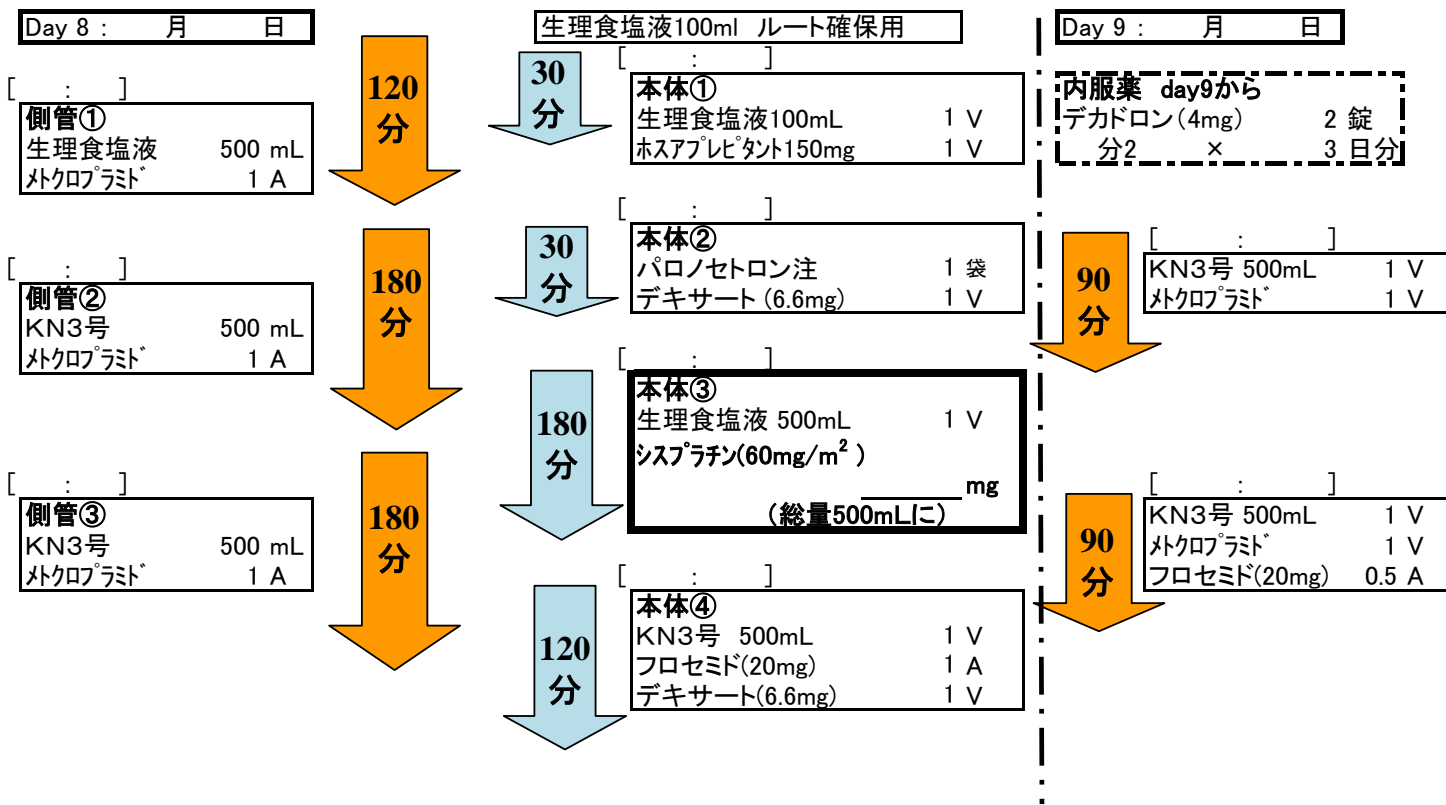 Day 8 : 月 日
[ : ]
側管①
生理食塩液 500 mL
ﾒﾄｸﾛﾌﾟﾗﾐﾄﾞ 1 A
120
分
[ : ]
側管②
KN3号 500 mL
ﾒﾄｸﾛﾌﾟﾗﾐﾄﾞ 1 A
180
分
[ : ]
側管③
KN3号 500 mL
ﾒﾄｸﾛﾌﾟﾗﾐﾄﾞ 1 A
180
分
生理食塩液100ml ルート確保用
30
分
[ : ]
本体①
生理食塩液100mL 1 V
ﾎスアプレピタント150mg 1 V
30
分
[ : ]
本体②
パロノセトロン注 1 袋
デキサート (6.6mg) 1 V
180
分
[ : ]
本体③
生理食塩液 500mL 1 V
ｼｽﾌﾟﾗﾁﾝ(60mg/m²)
mg
(総量500mLに)
120
分
[ : ]
本体④
KN3号 500mL 1 V
フロセミド(20mg) 1 A
デキサート(6.6mg) 1 V
Day 9 : 月 日
内服薬 day9から
デカドロン(4mg) 2 錠
分2 × 3 日分
90
分
[ : ]
KN3号 500mL 1 V
ﾒﾄｸﾛﾌﾟﾗﾐﾄﾞ 1 V
90
分
[ : ]
KN3号 500mL 1 V
ﾒﾄｸﾛﾌﾟﾗﾐﾄﾞ 1 V
フロセミド(20mg) 0.5 A